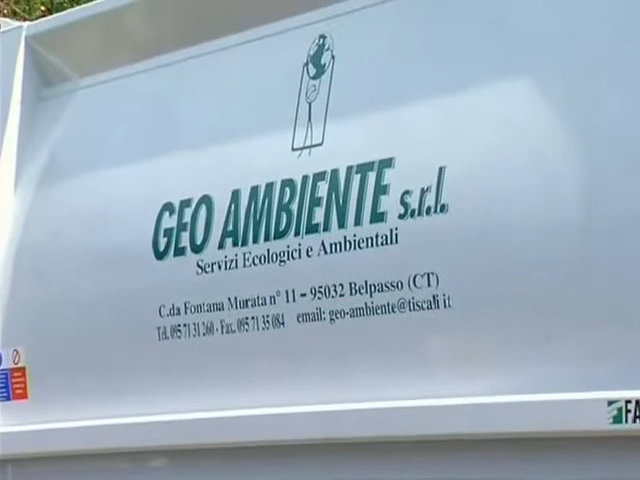 GEO AMBIENTE s.r.l.
Servizi Ecologici e Ambientali
C.da Fontana Murata n° 11 – 95032 Belpasso (CT)
Tel. 095 71 31 260 - Fax. 095 71 35 084 email: geo-ambiente@tiscali.it
FA